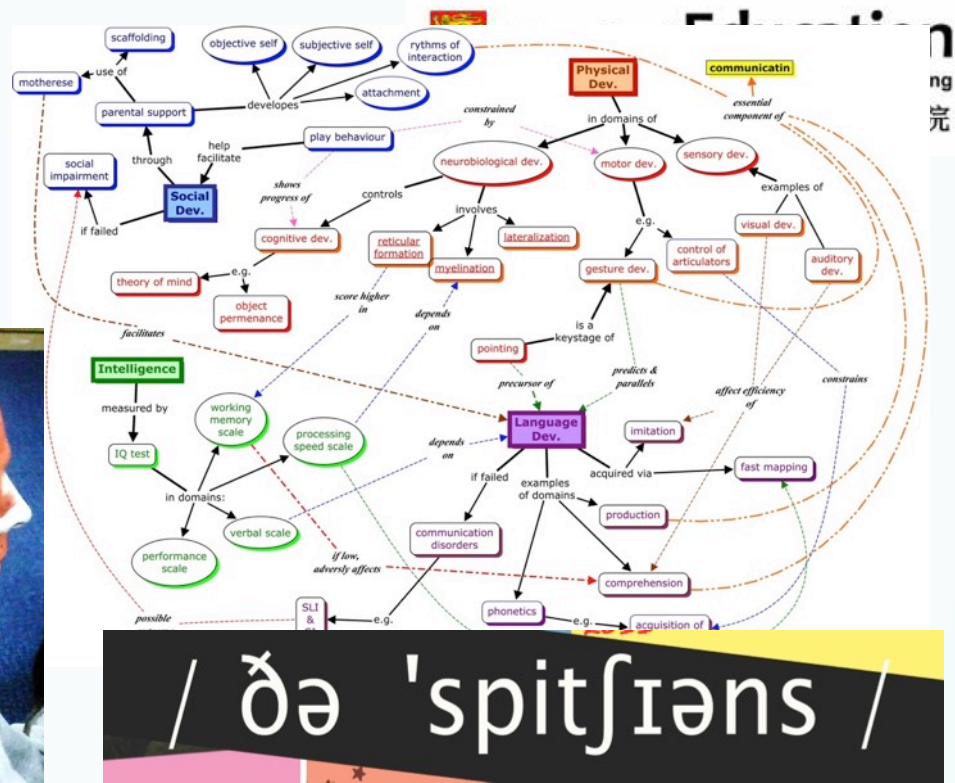 Education
ng
院
scaffolding
objective self
subjective self
rythms of
interaction
motherese
use of
attachment
parental support
developes
Physical
Dev.
communicatin
essential
component of
constrained
by
in domains of
play behaviour
help
facilitate
through
social
impairment
Social
Dev.
if failed
shows
progress of
neurobiological dev.
motor dev.
sensory dev.
examples of
controls
involves
e.g.
visual dev.
cognitive dev.
reticular
formation
lateralization
myelination
control of
articulators
gesture dev.
auditory
dev.
theory of mind
e.g.
object
permenance
score higher
in
depends
on
is a
keystage of
facilitates
pointing
precursor of
predicts &
parallels
affect efficiency
of
constrains
Intelligence
measured by
working
memory
scale
processing
speed scale
depends
on
Language
Dev.
imitation
IQ test
if failed
examples
of domains
acquired via
fast mapping
in domains:
verbal scale
production
performance
scale
communication
disorders
if low,
adversly affects
comprehension
possible
SLI
&
e.g.
phonetics
e.g.
acquisition of
/ ðə ˈspitʃɪəns /